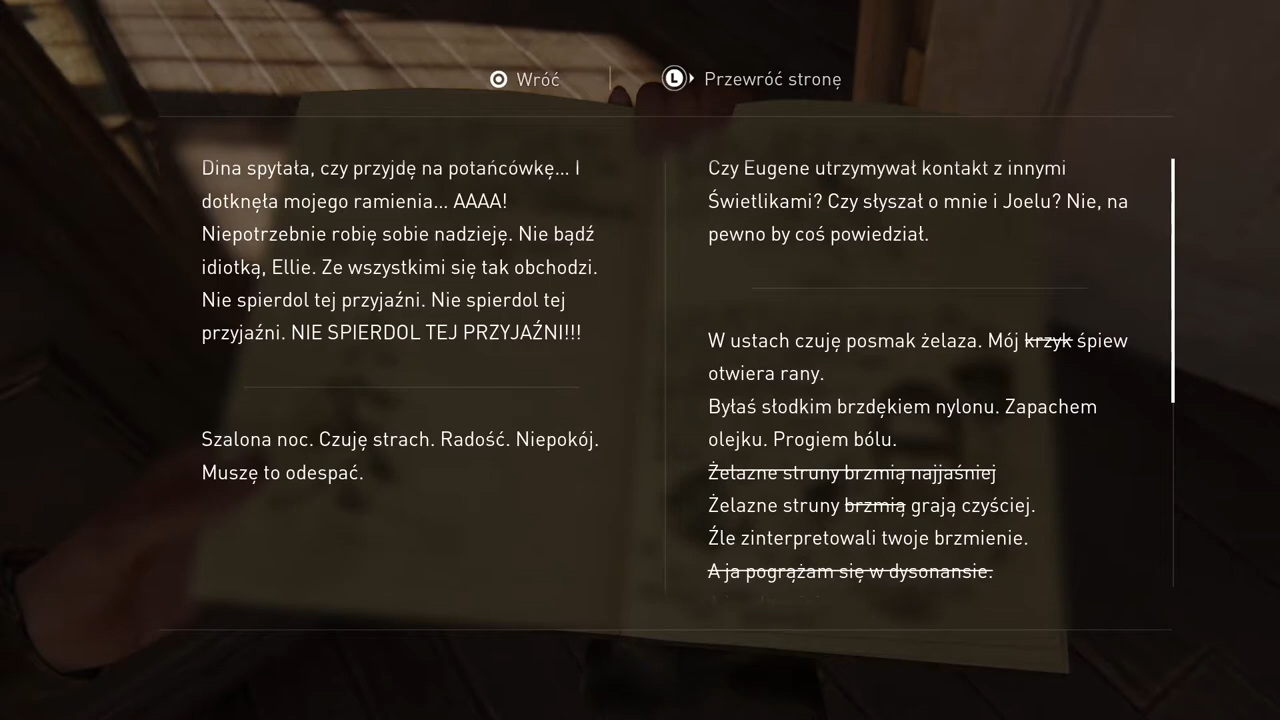 Wróć
Przewróć stronę
Dina spytała, czy przyjdę na potańcówkę... I
dotknęła mojego ramienia... AAAA!
Niepotrzebnie robię sobie nadzieję. Nie bądź
idiotką, Ellie. Ze wszystkimi się tak obchodzi.
Nie spierdol tej przyjaźni. Nie spierdol tej
przyjaźni. NIE SPIERDOL TEJ PRZYJAŹNI!!!
Szalona noc. Czuję strach. Radość. Niepokój.
Muszę to odespać.
Czy Eugene utrzymywał kontakt z innymi
Świetlikami? Czy słyszał o mnie i Joelu? Nie, na
pewno by coś powiedział.
W ustach czuję posmak żelaza. Mój krzyk śpiew
otwiera rany.
Byłaś słodkim brzdękiem nylonu. Zapachem
olejku. Progiem bólu.
Żelazne struny brzmią najjaśniej
Żelazne struny brzmią grają czyściej.
Źle zinterpretowali twoje brzmienie.
A ja pogrążam się w dysonansie.